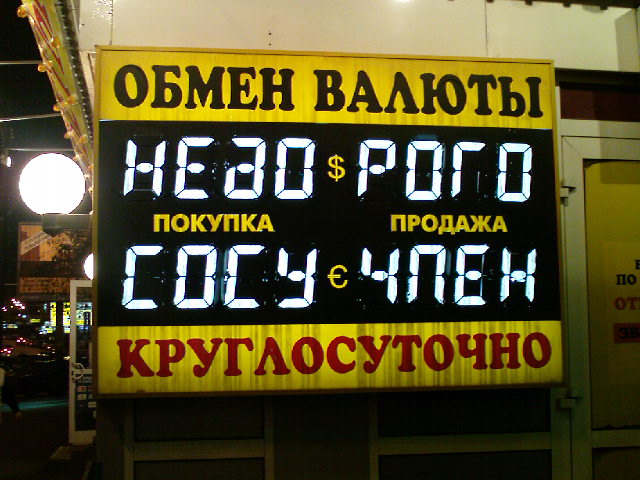 ОБМЕН ВАЛЮТЫ
НЕДО $ РОГО
ПОКУПКА ПРОДАЖА
СОСУ € ЧЛЕН
КРУГЛОСУТОЧНО